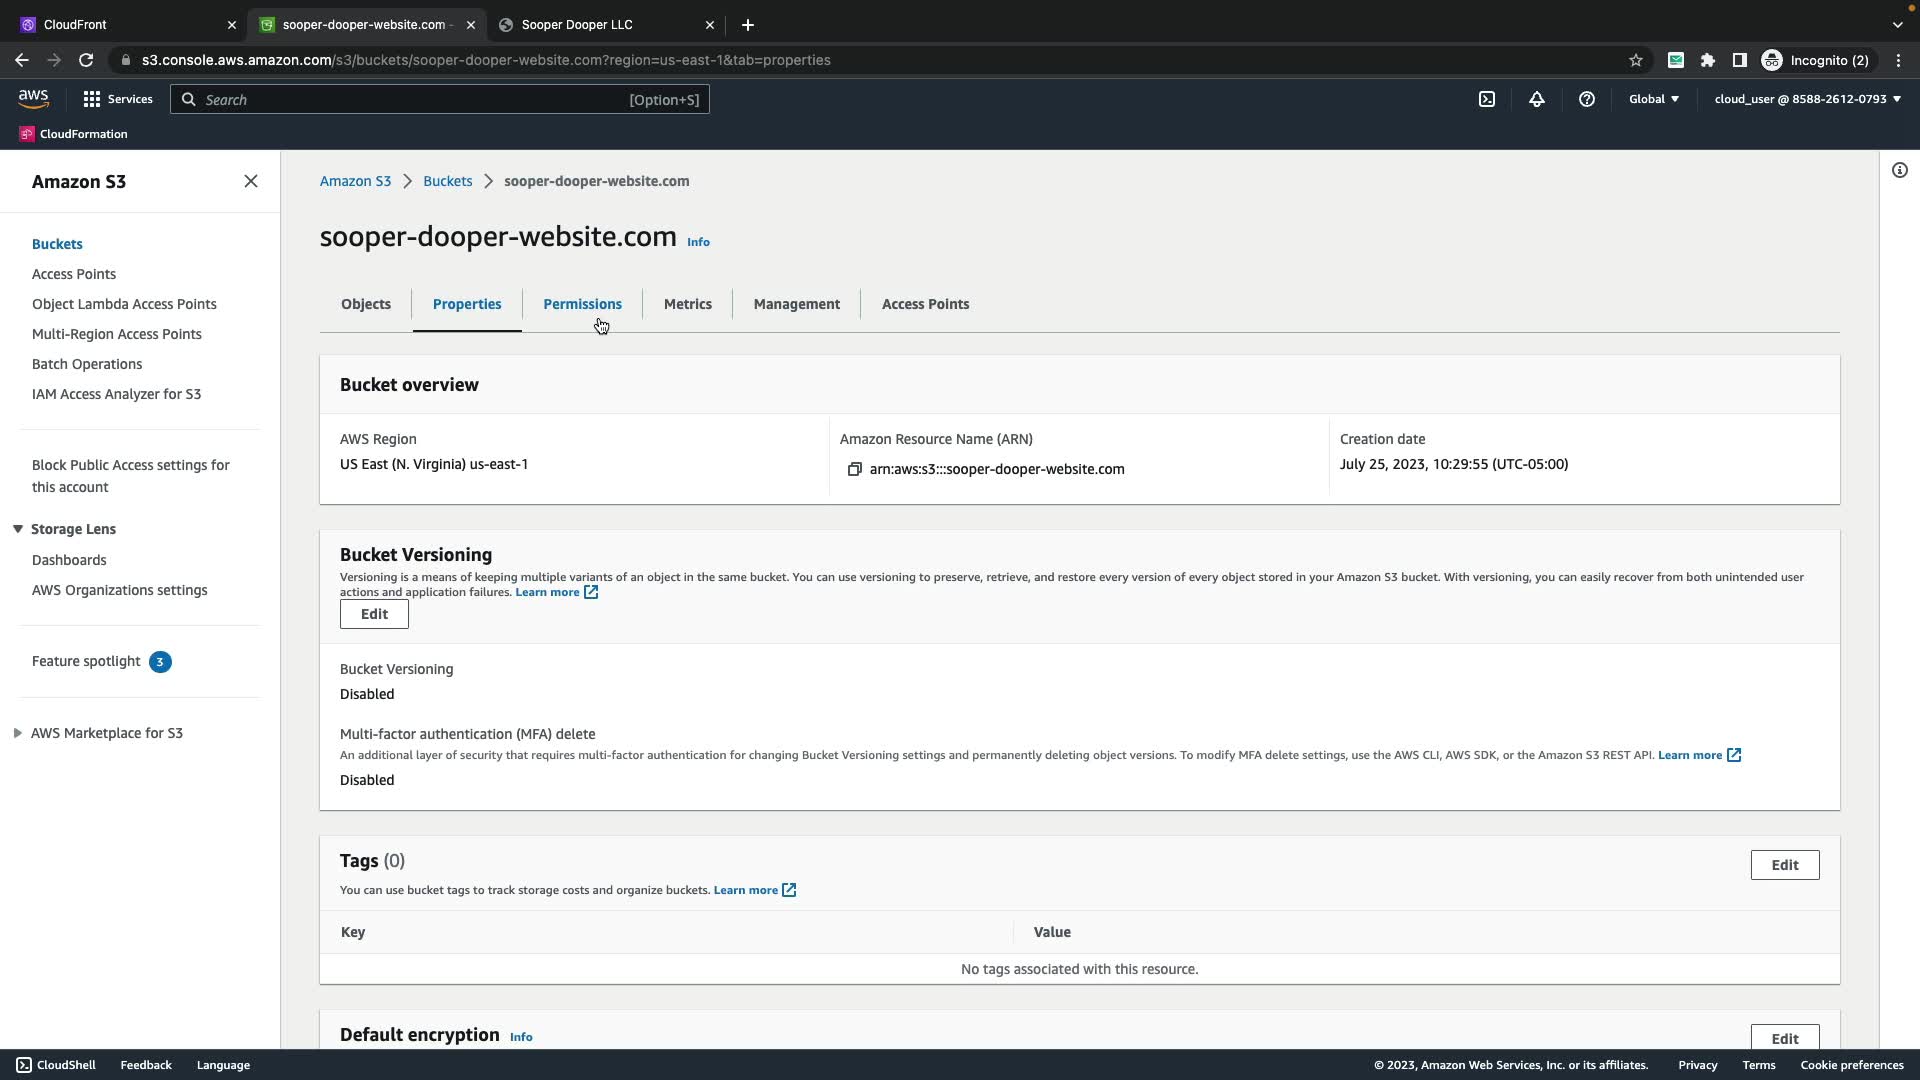 CloudFront
sooper-dooper-website.com -
Sooper Dooper LLC
s3.console.aws.amazon.com/s3/buckets/sooper-dooper-website.com?region=us-east-1&tab=properties
Incognito (2)
aws
Services
Search
[Option+S]
Global
cloud_user @ 8588-2612-0793
CloudFormation
Amazon S3
Buckets
Access Points
Object Lambda Access Points
Multi-Region Access Points
Batch Operations
IAM Access Analyzer for S3
Block Public Access settings for
this account
Storage Lens
Dashboards
AWS Organizations settings
Feature spotlight 3
AWS Marketplace for S3
Amazon S3 > Buckets > sooper-dooper-website.com
sooper-dooper-website.com Info
Objects
Properties
Permissions
Metrics
Management
Access Points
Bucket overview
AWS Region
US East (N. Virginia) us-east-1
Amazon Resource Name (ARN)
arn:aws:s3:::sooper-dooper-website.com
Creation date
July 25, 2023, 10:29:55 (UTC-05:00)
Bucket Versioning
Versioning is a means of keeping multiple variants of an object in the same bucket. You can use versioning to preserve, retrieve, and restore every version of every object stored in your Amazon S3 bucket. With versioning, you can easily recover from both unintended user
actions and application failures. Learn more
Edit
Bucket Versioning
Disabled
Multi-factor authentication (MFA) delete
An additional layer of security that requires multi-factor authentication for changing Bucket Versioning settings and permanently deleting object versions. To modify MFA delete settings, use the AWS CLI, AWS SDK, or the Amazon S3 REST API. Learn more
Disabled
Tags (0)
Edit
You can use bucket tags to track storage costs and organize buckets. Learn more
Key
Value
No tags associated with this resource.
Default encryption Info
Edit
CloudShell
Feedback
Language
© 2023, Amazon Web Services, Inc. or its affiliates.
Privacy
Terms
Cookie preferences